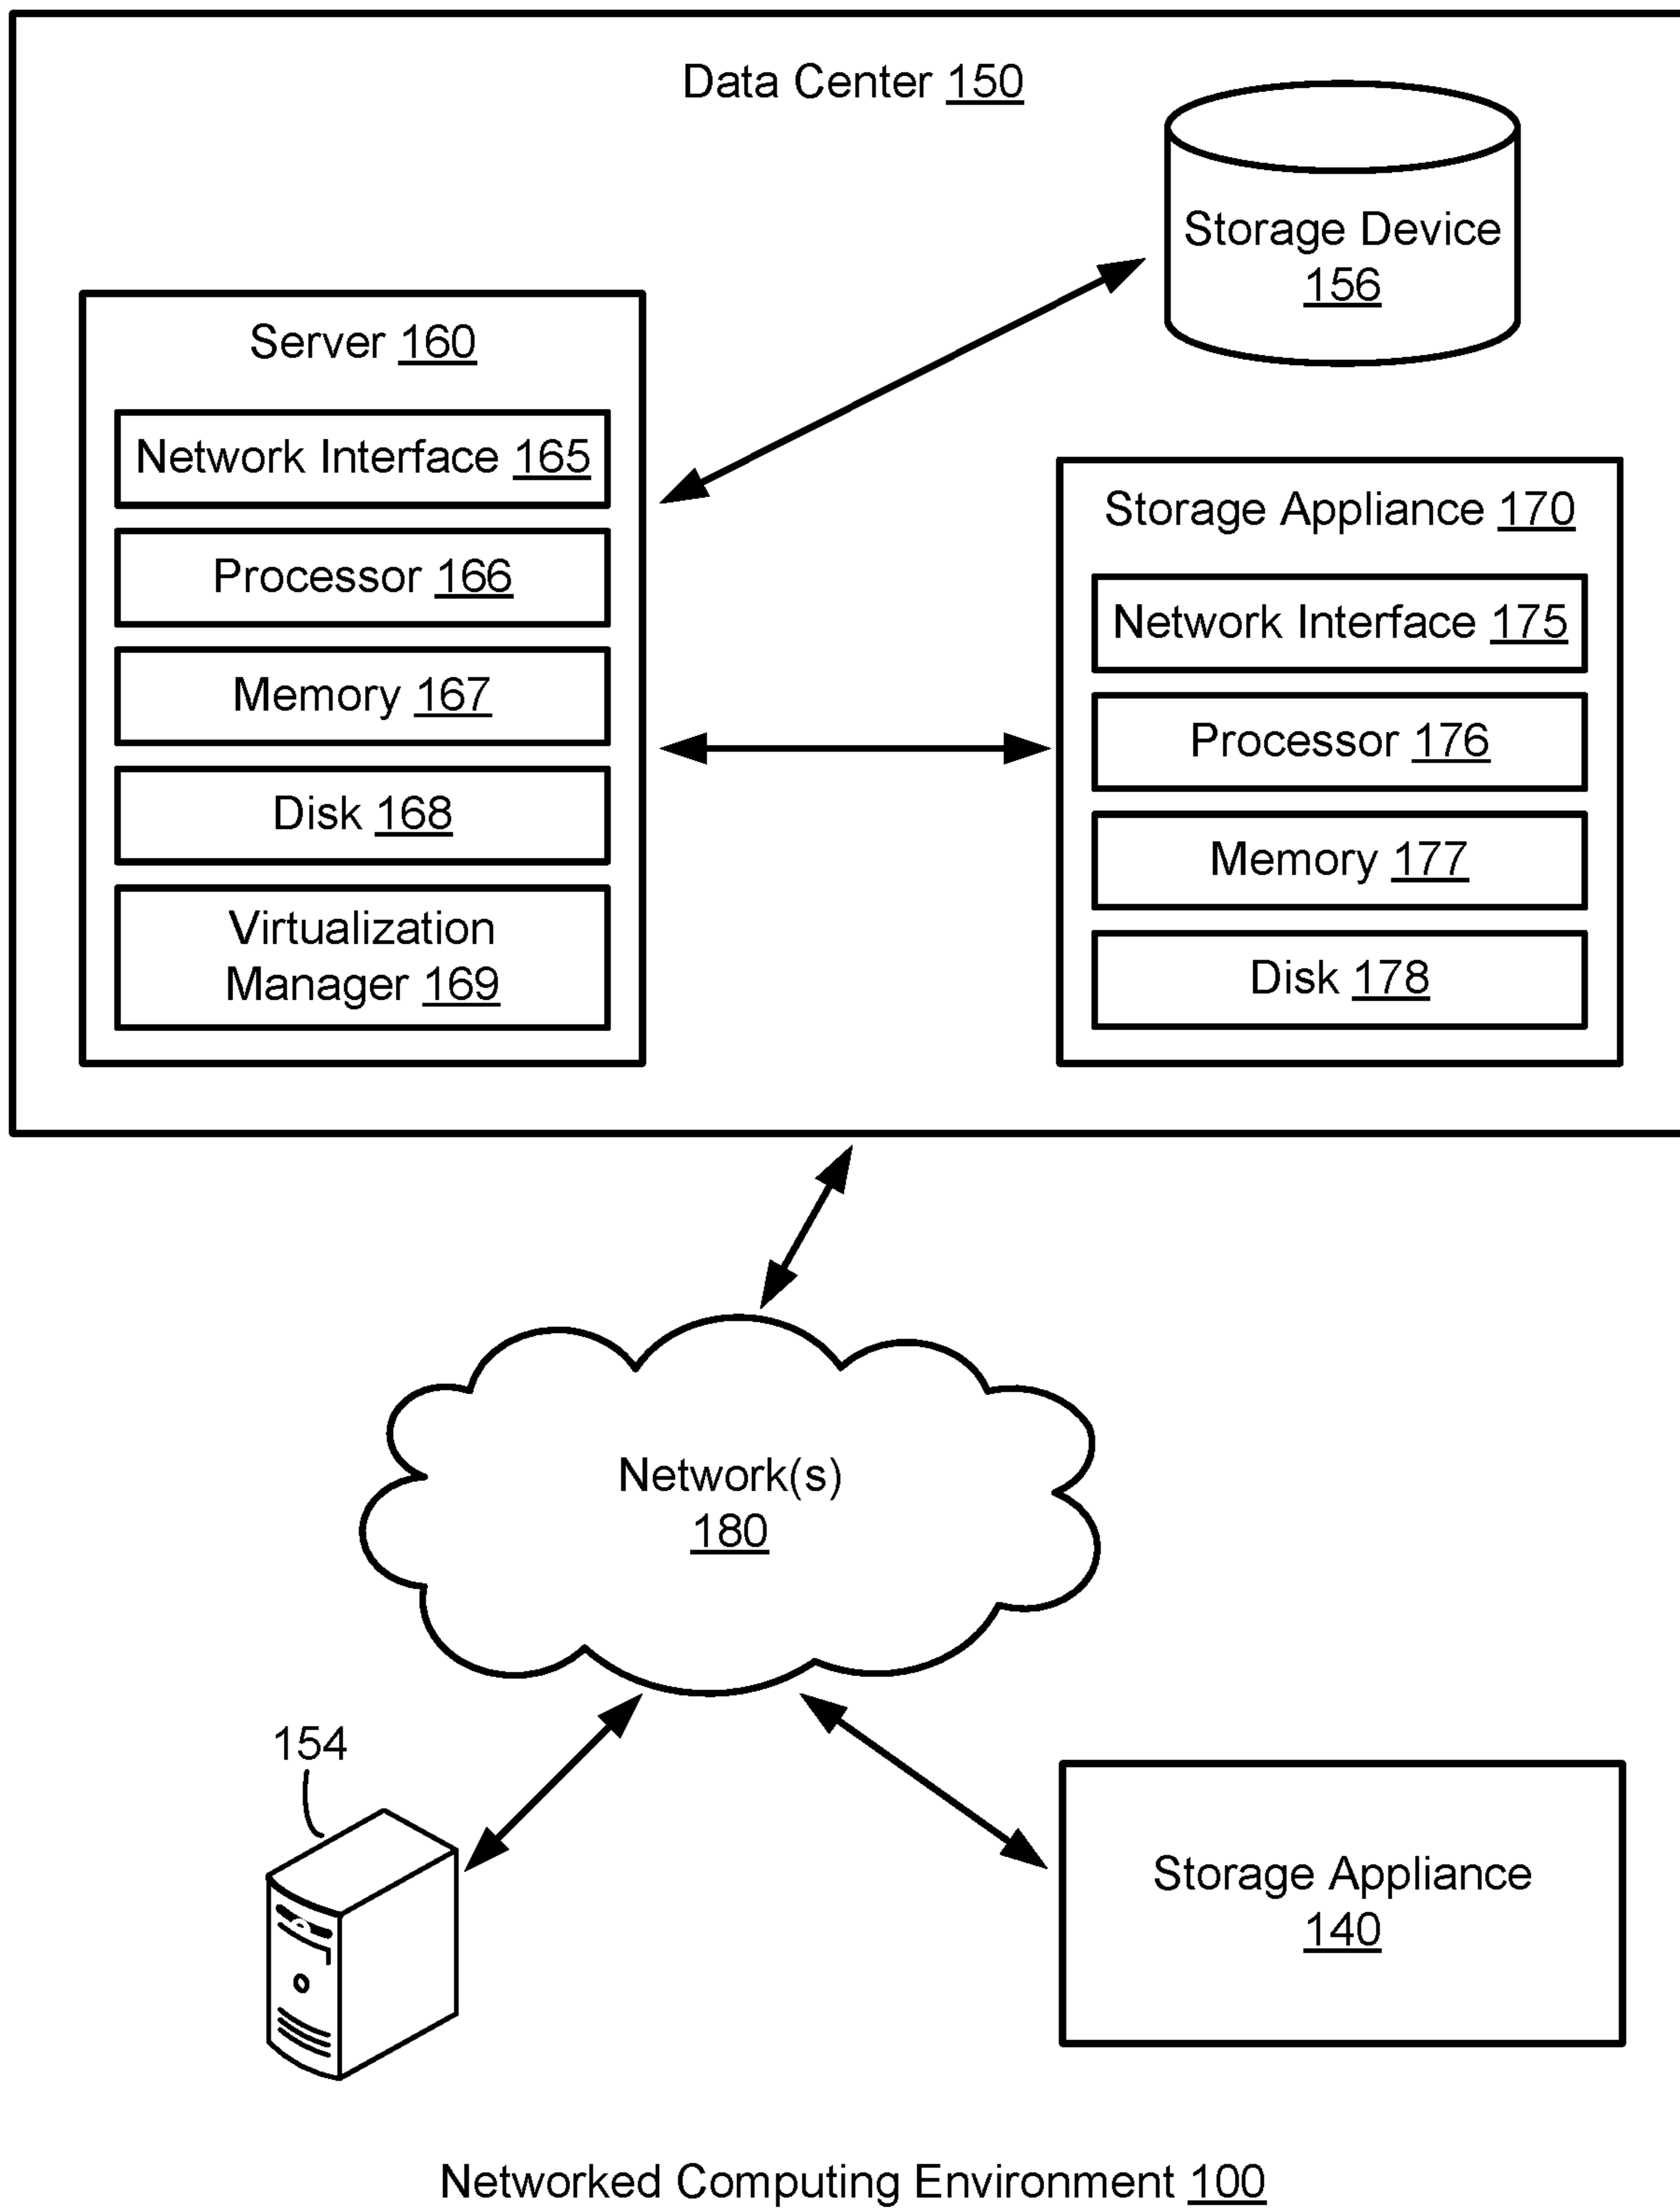 Data Center 150
Storage Device
156
Server 160
Network Interface 165
Processor 166
Memory 167
Disk 168
Virtualization
Manager 169
Storage Appliance 170
Network Interface 175
Processor 176
Memory 177
Disk 178
Network(s)
180
154
Storage Appliance
140
Networked Computing Environment 100